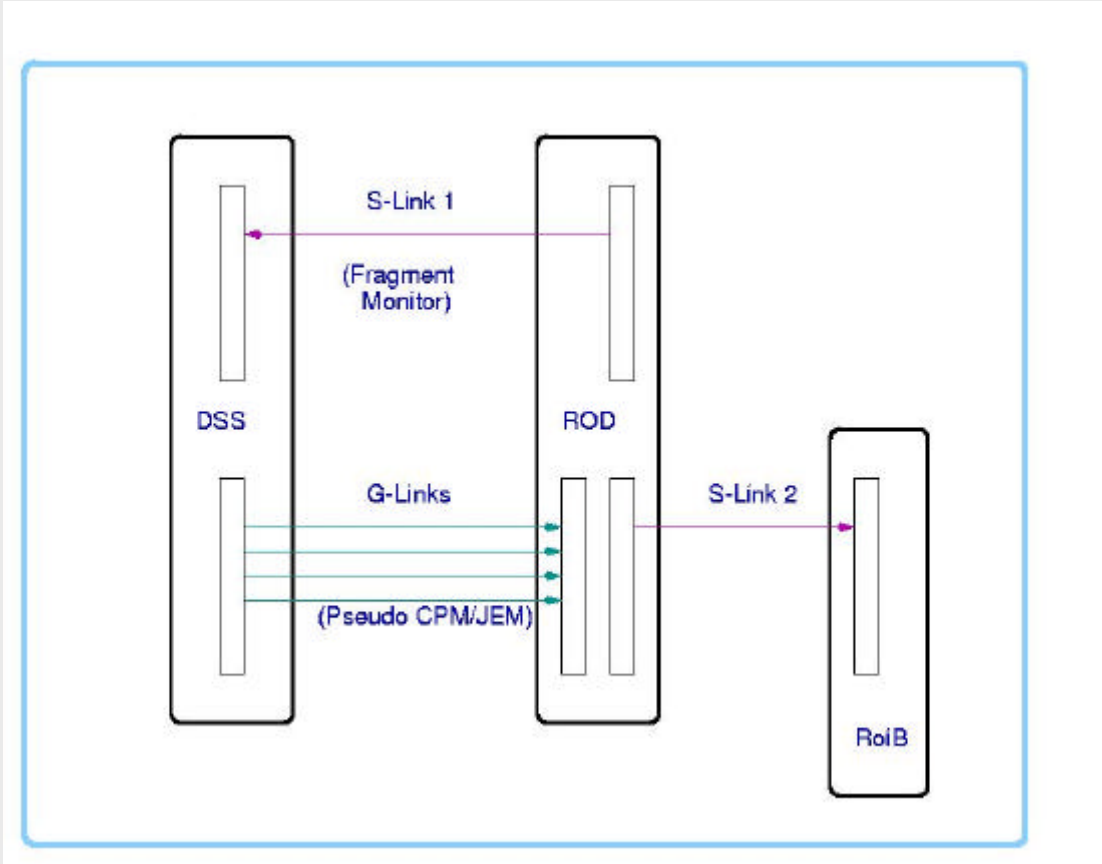 S-Link 1
(Fragment
Monitor)
DSS
ROD
G-Links
S-Link 2
(Pseudo CPM/JEM)
RoiB